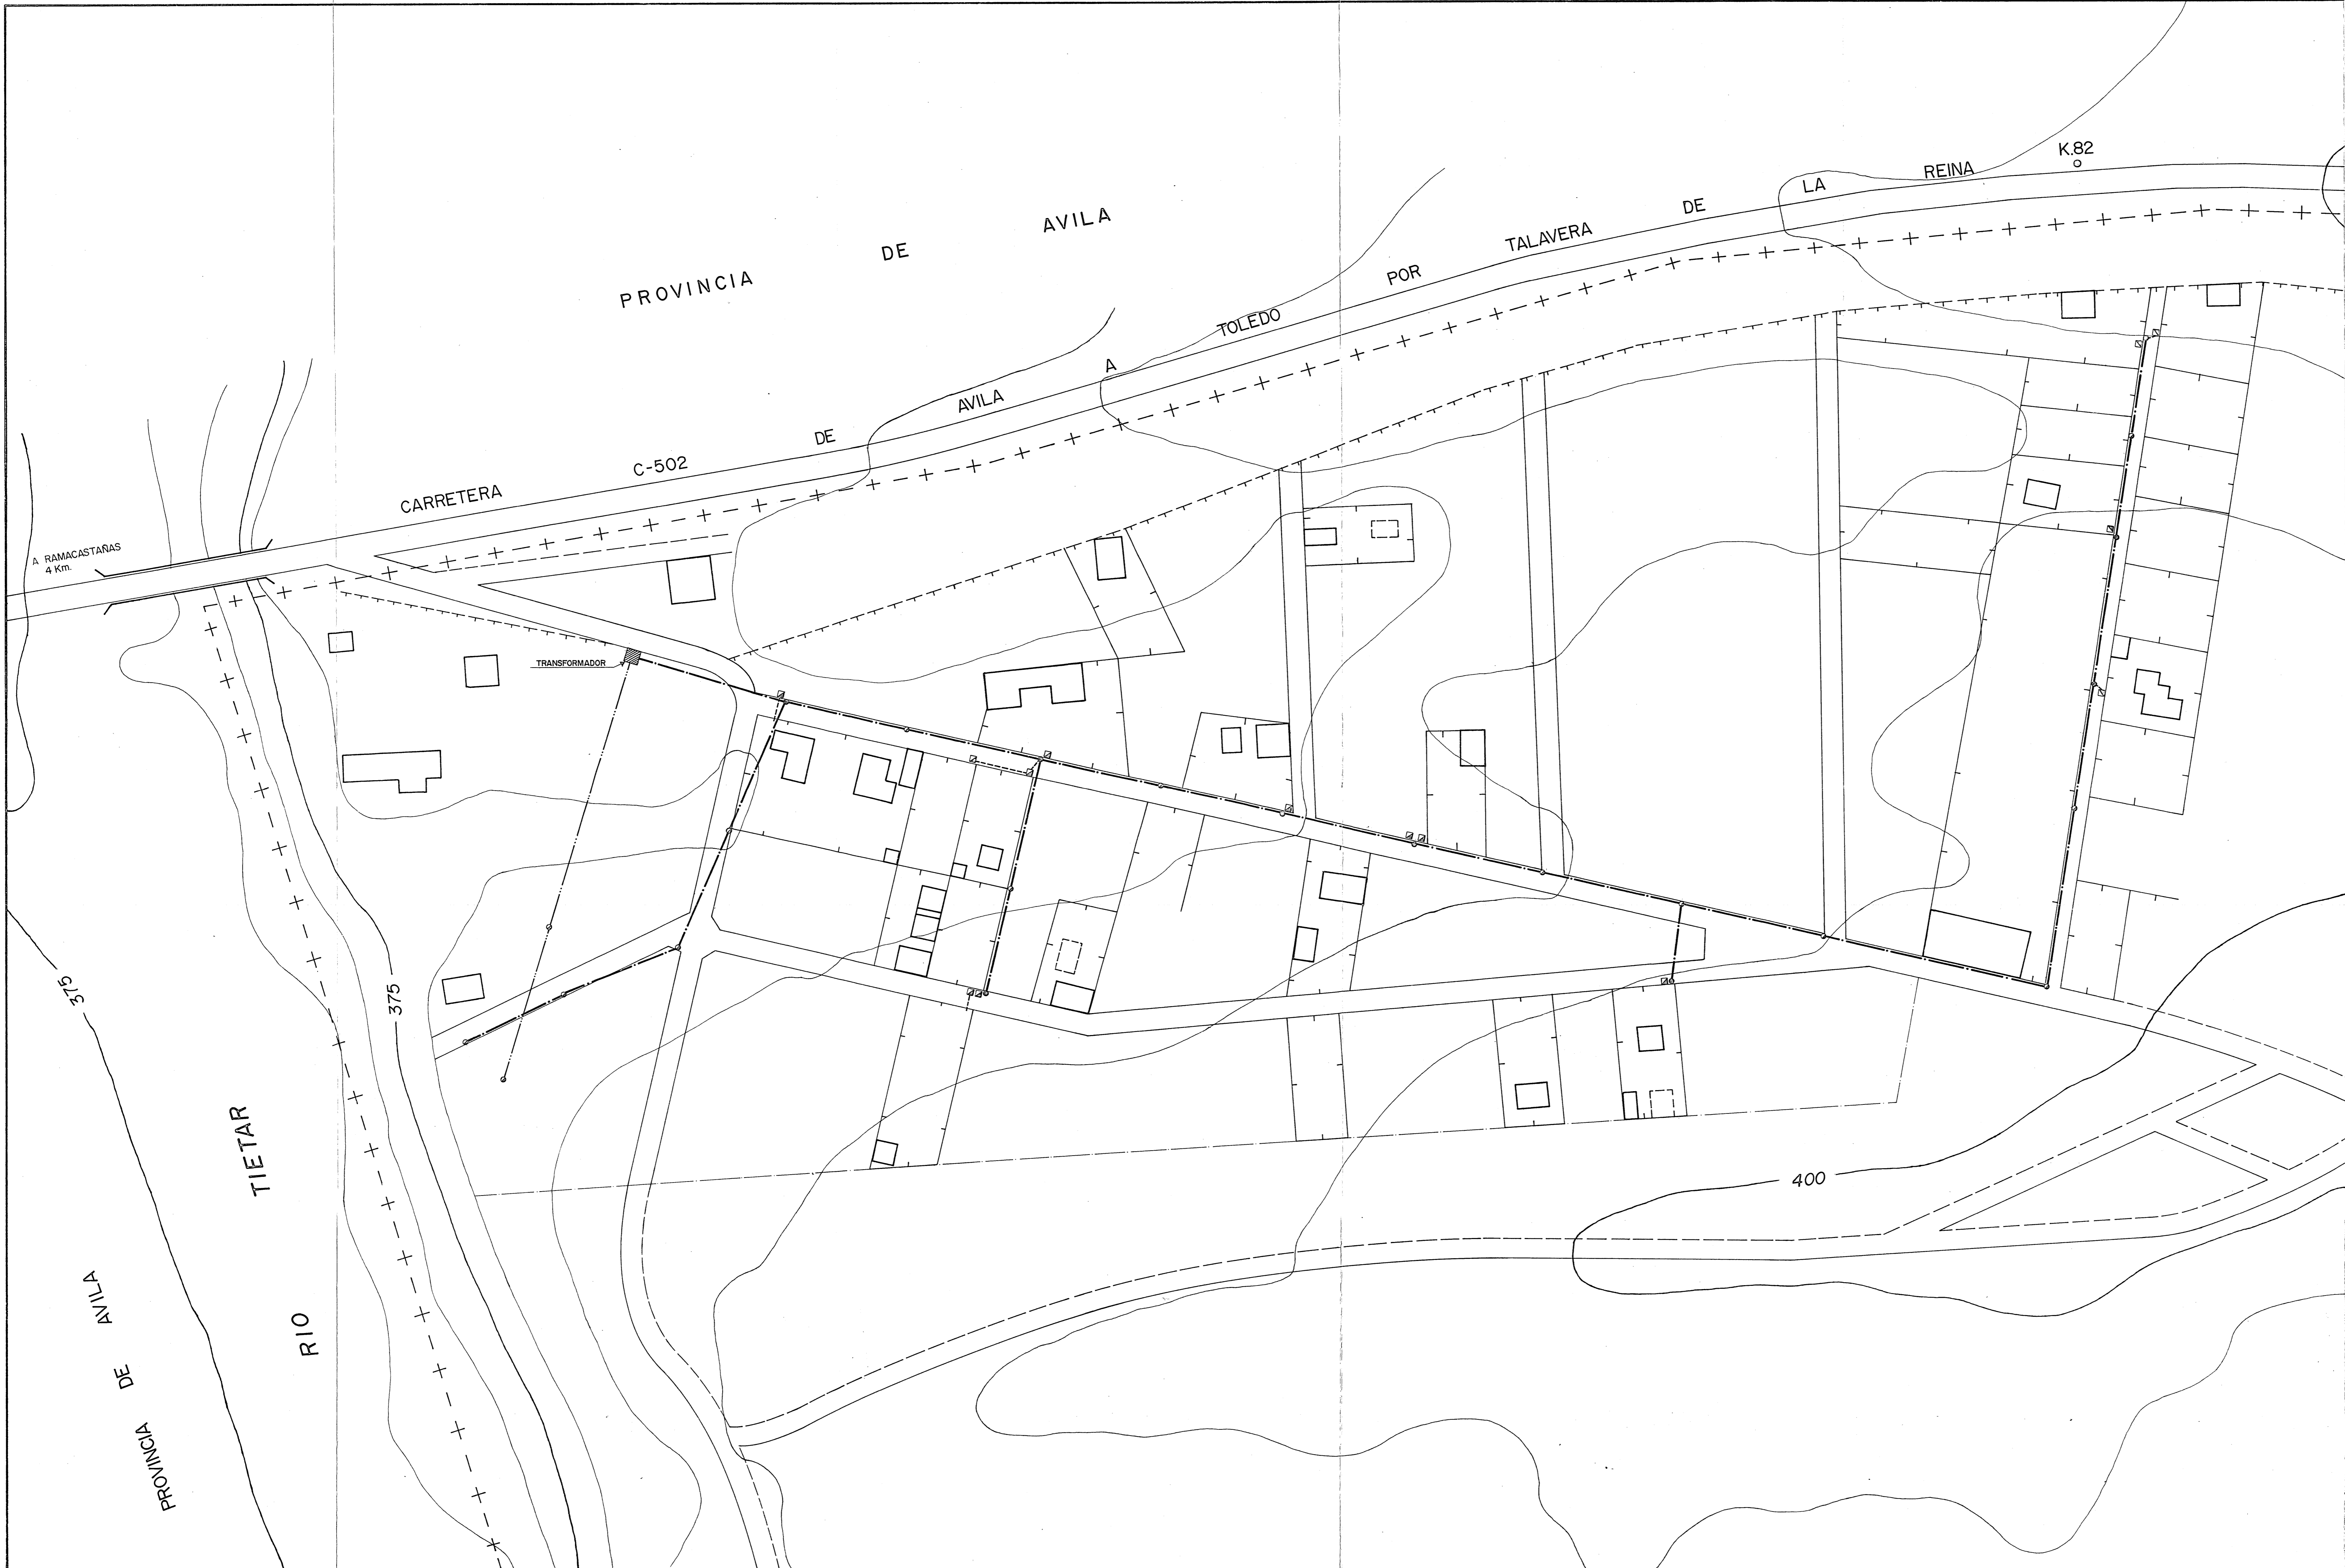 K.82
CARRETERA C-502 DE AVILA A TOLEDO POR TALAVERA DE LA REINA
PROVINCIA DE AVILA
A RAMACASTAÑAS
4 Km.
TRANSFORMADOR
375
375
RIO TIETAR
PROVINCIA DE AVILA
400